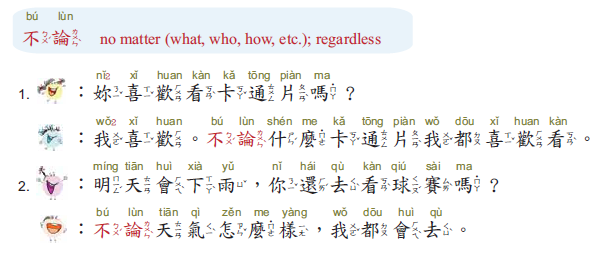 bú lùn
不論 no matter (what, who, how, etc.); regardless
nǐ2 xǐ huan kàn kǎ tōng piàn ma
1. ：妳喜歡看卡通片嗎？
wǒ2 xǐ huan bú lùn shén me kǎ tōng piàn wǒ dōu xǐ huan kàn
：我喜歡。不論什麼卡通片我都喜歡看。
míng tiān huì xià yǔ nǐ hái qù kàn qiú sài ma
2. ：明天會下雨，你還去看球賽嗎？
bú lùn tiān qì zěn me yàng wǒ dōu huì qù
：不論天氣怎麼樣，我都會去。